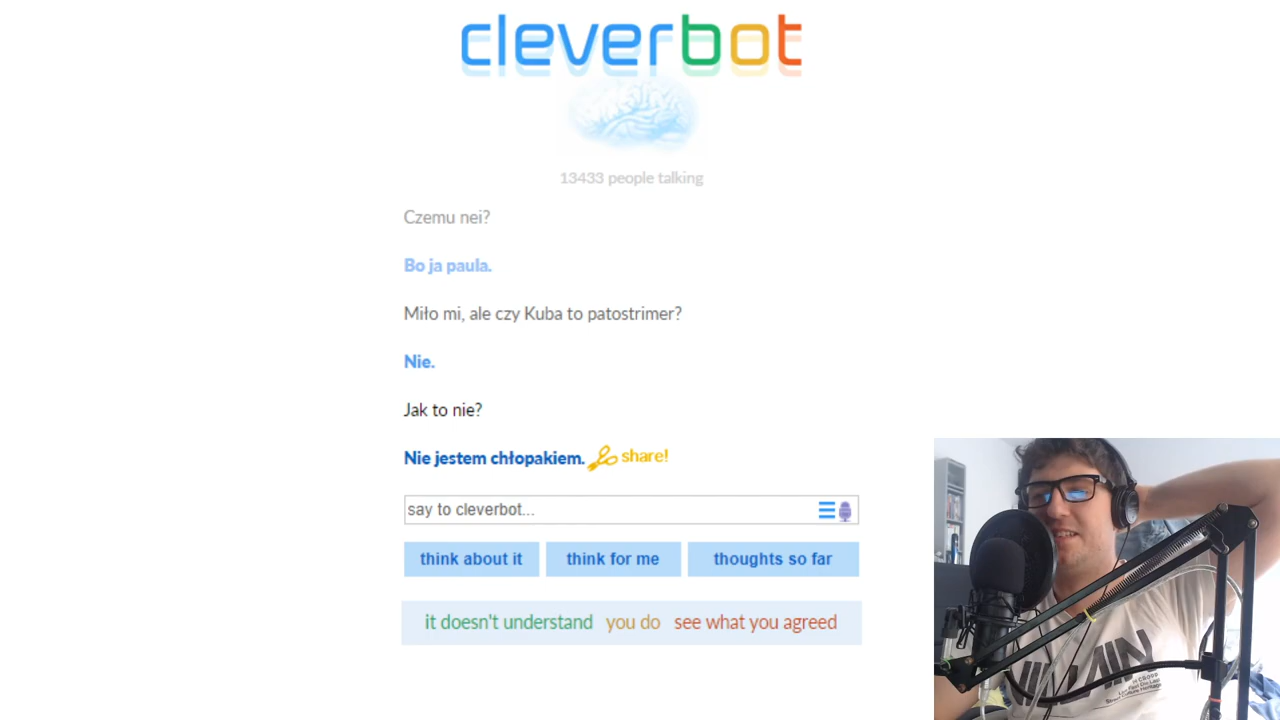 cleverbot
13433 people talking
Czemu nei?
Bo ja paula.
Miło mi, ale czy Kuba to patostrimer?
Nie.
Jak to nie?
Nie jestem chłopakiem. share!
say to cleverbot...
think about it think for me thoughts so far
it doesn't understand you do see what you agreed
VILLAIN